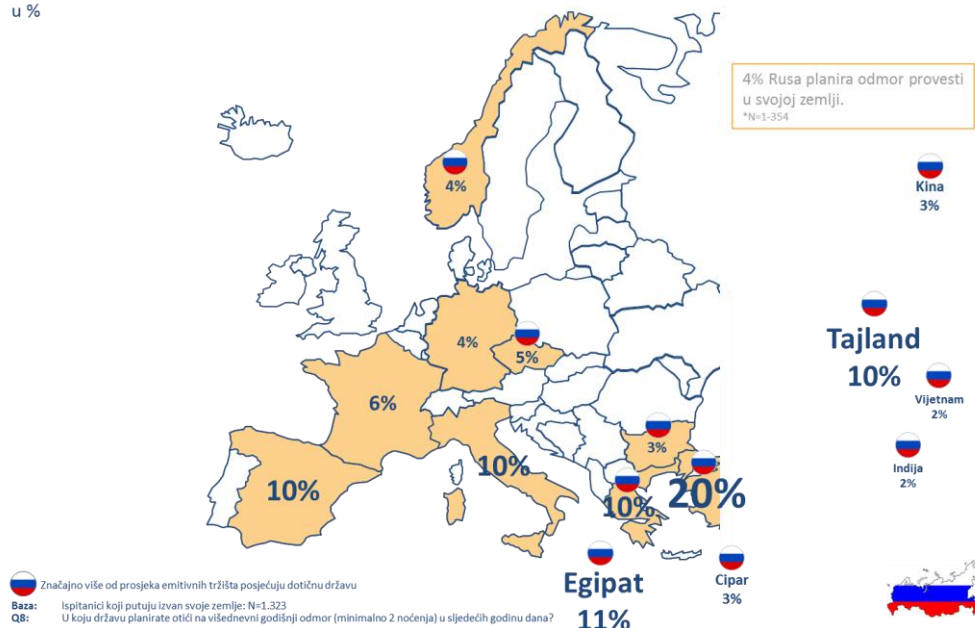 u %
4% Rusa planira odmor provesti
u svojoj zemlji.
*N=1-354
4%
Kina
3%
Tajland
10%
4%
5%
Vijetnam
2%
6%
3%
Indija
2%
10%
10%
20%
10%
Egipat
11%
Cipar
3%
Značajno više od prosjeka emitivnih tržišta posjećuju dotičnu državu
Baza: Ispitanici koji putuju izvan svoje zemlje: N=1.323
Q8: U koju državu planirate otići na višednevni godišnji odmor (minimalno 2 noćenja) u sljedećih godinu dana?